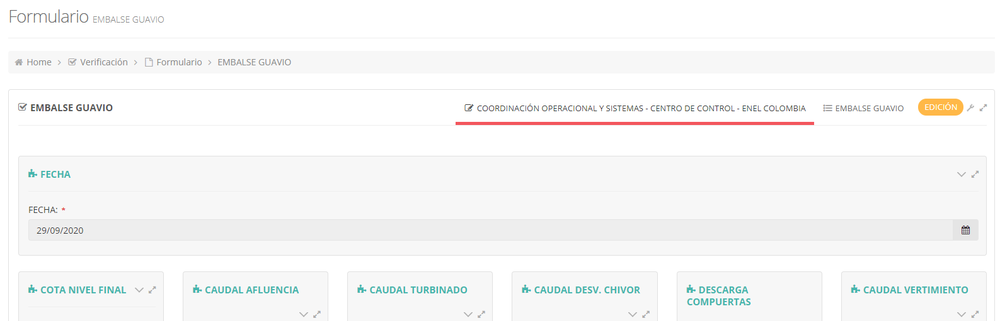 Formulario EMBALSE GUAVIO
Home > Verificación > Formulario > EMBALSE GUAVIO
EMBALSE GUAVIO
COORDINACIÓN OPERACIONAL Y SISTEMAS - CENTRO DE CONTROL - ENEL COLOMBIA
EMBALSE GUAVIO
EDICIÓN
FECHA
FECHA: *
29/09/2020
COTA NIVEL FINAL
CAUDAL AFLUENCIA
CAUDAL TURBINADO
CAUDAL DESV. CHIVOR
DESCARGA
COMPUERTAS
CAUDAL VERTIMIENTO